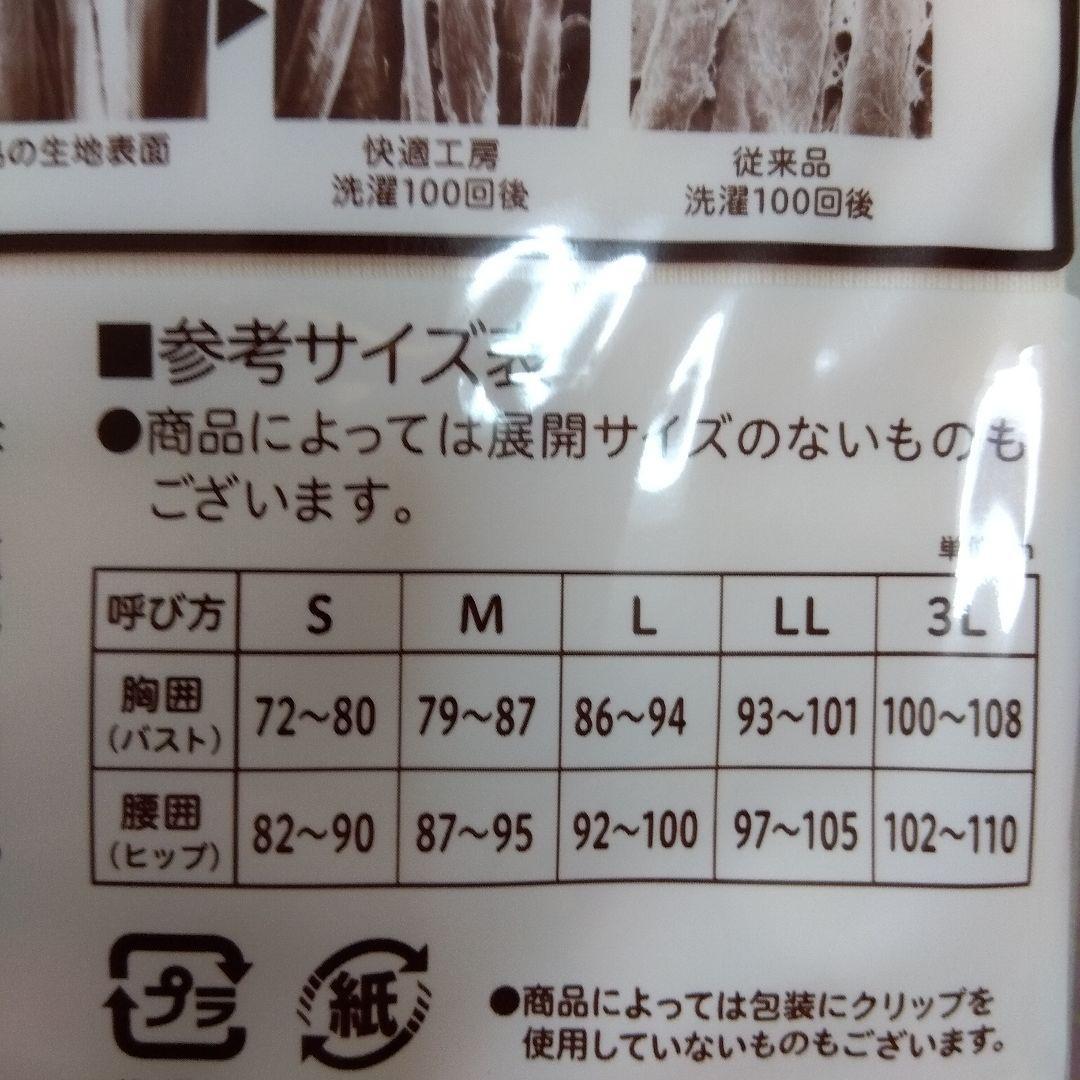 の生地表面
快適工房
洗濯100回後
従来品
洗濯100回後
■参考サイズ表
●商品によっては展開サイズのないものも
ございます。
単
呼び方 S M L LL 3L
胸囲
(バスト) 72〜80 79〜87 86〜94 93〜101 100〜108
腰囲
(ヒップ) 82〜90 87〜95 92〜100 97〜105 102〜110
プラ
紙
●商品によっては包装にクリップを
使用していないものもございます。